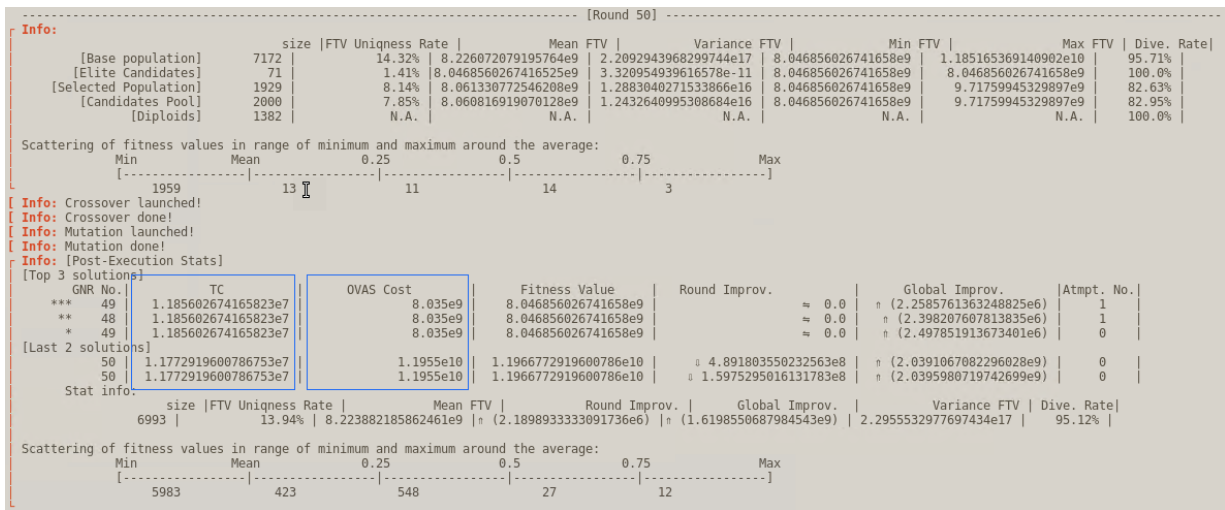 [Round 50]
Info:
size |FTV Uniqness Rate | Mean FTV | Variance FTV | Min FTV | Max FTV | Dive. Rate|
[Base population] 7172 | 14.32% | 8.226072079195764e9 | 2.2092943968299744e17 | 8.046856026741658e9 | 1.185165369140902e10 | 95.71% |
[Elite Candidates] 71 | 1.41% |8.0468560267416525e9 | 3.320954939616578e-11 | 8.046856026741658e9 | 8.046856026741658e9 | 100.0% |
[Selected Population] 1929 | 8.14% | 8.061330772546208e9 | 1.2883040271533866e16 | 8.046856026741658e9 | 9.71759945329897e9 | 82.63% |
[Candidates Pool] 2000 | 7.85% | 8.060816919070128e9 | 1.2432640995308684e16 | 8.0468560267416658e9 | 9.71759945329897e9 | 82.95% |
[Diploids] 1382 | N.A. | N.A. | N.A. | N.A. | N.A. | 100.0% |
Scattering of fitness values in range of minimum and maximum around the average:
Min Mean 0.25 0.5 0.75 Max
[---------------|-----------------|-----------------|----------------|-----------------]
1959 13 11 14 3
[ Info: Crossover launched!
[ Info: Crossover done!
[ Info: Mutation launched!
[ Info: Mutation done!
Info: [Post-Execution Stats]
[Top 3 solutions]
GNR No.| TC | OVAS Cost | Fitness Value | Round Improv. | Global Improv. |Atmpt. No.|
*** 49 | 1.185602674165823e7 | 8.035e9 | 8.046856026741658e9 | ≒ 0.0 | ⇑ (2.2585761363248825e6) | 1
** 48 | 1.185602674165823e7 | 8.035e9 | 8.046856026741658e9 | ≒ 0.0 | ⇑ (2.398207607813835e6) | 1
* 49 | 1.185602674165823e7 | 8.035e9 | 8.046856026741658e9 | ≒ 0.0 | ⇑ (2.497851913673401e6) | 0
[Last 2 solutions]
50 | 1.1772919600786753e7 | 1.1955e10 | 1.1966772919600786e10 | ⇩ 4.891803550232563e8 | ⇑ (2.0391067082296028e9) | 0
50 | 1.1772919600786753e7 | 1.1955e10 | 1.1966772919600786e10 | ⇩ 1.5975295016131783e8 | ⇑ (2.0395980719742699e9) | 0
Stat info:
size |FTV Uniqness Rate | Mean FTV | Round Improv. | Global Improv. | Variance FTV | Dive. Rate|
6993 | 13.94% | 8.223882185862461e9 |⇑ (2.1898933333091736e6) |⇑ (1.6198550687984543e9) | 2.2955532977697434e17 | 95.12% |
Scattering of fitness values in range of minimum and maximum around the average:
Min Mean 0.25 0.5 0.75 Max
[---------------|-----------------|-----------------|----------------|-----------------]
5983 423 548 27 12